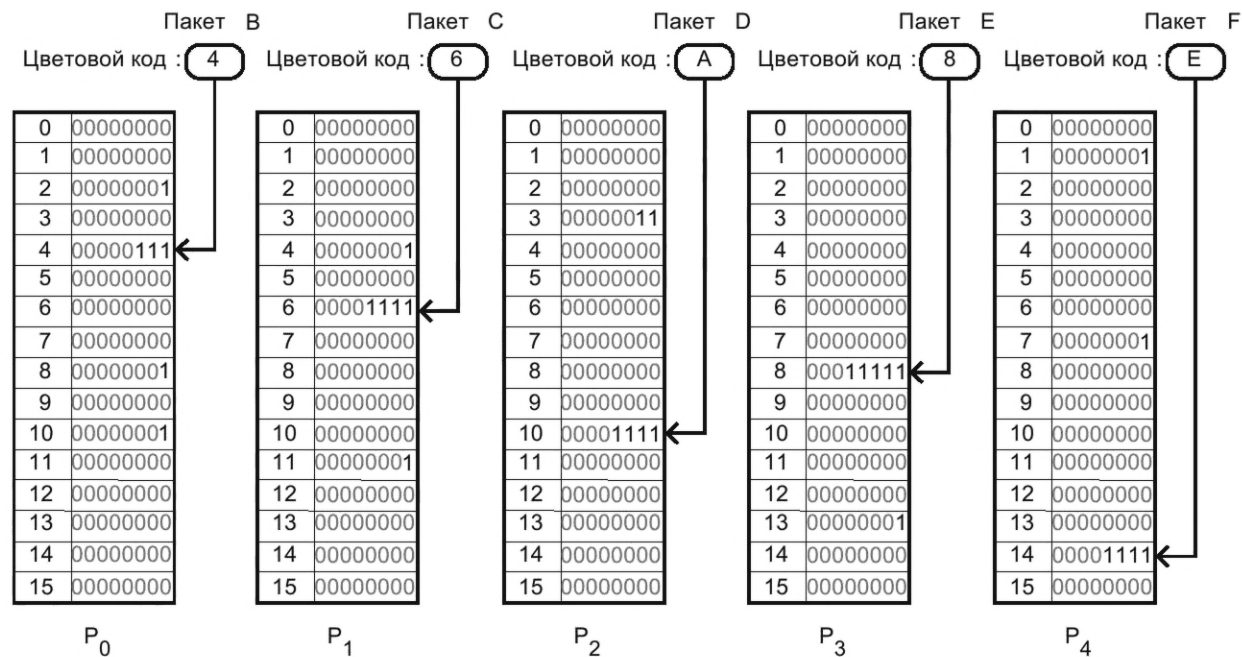 Пакет B Пакет C Пакет D Пакет E Пакет F
Цветовой код : 4 Цветовой код : 6 Цветовой код : A Цветовой код : 8 Цветовой код : E
0 00000000 0 00000000 0 00000000 0 00000000 0 00000000
1 00000000 1 00000000 1 00000000 1 00000000 1 00000001
2 00000001 2 00000000 2 00000000 2 00000000 2 00000000
3 00000000 3 00000000 3 00000011 3 00000000 3 00000000
4 00000111 4 00000001 4 00000000 4 00000000 4 00000000
5 00000000 5 00000000 5 00000000 5 00000000 5 00000000
6 00000000 6 00001111 6 00000000 6 00000000 6 00000000
7 00000000 7 00000000 7 00000000 7 00000000 7 00000001
8 00000001 8 00000000 8 00000000 8 00011111 8 00000000
9 00000000 9 00000000 9 00000000 9 00000000 9 00000000
10 00000001 10 00000000 10 00001111 10 00000000 10 00000000
11 00000000 11 00000001 11 00000000 11 00000000 11 00000000
12 00000000 12 00000000 12 00000000 12 00000000 12 00000000
13 00000000 13 00000000 13 00000000 13 00000001 13 00000000
14 00000000 14 00000000 14 00000000 14 00000000 14 00001111
15 00000000 15 00000000 15 00000000 15 00000000 15 00000000
P0 P1 P2 P3 P4